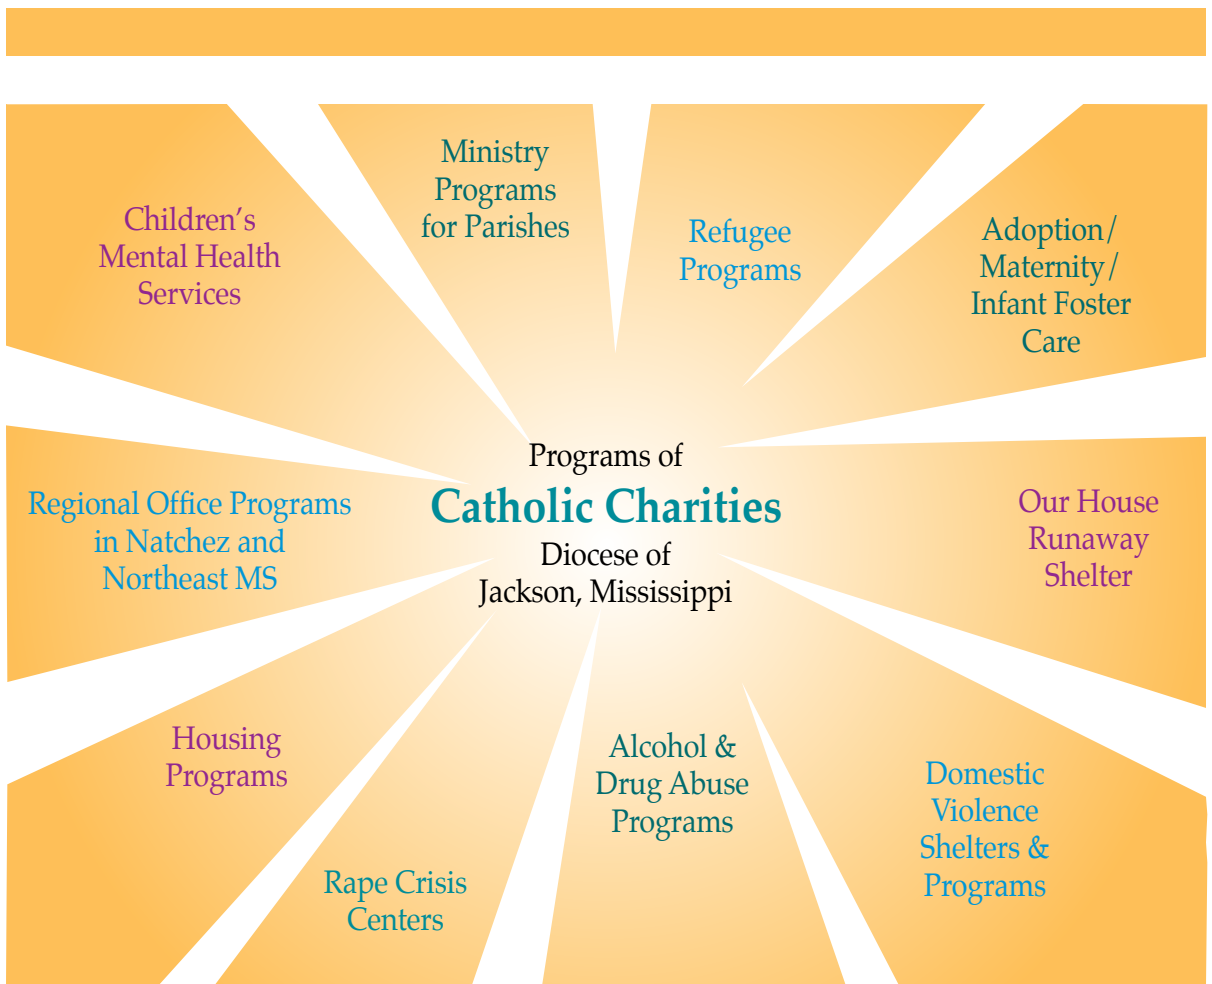 Ministry
Programs
for Parishes
Children’s
Mental Health
Services
Refugee
Programs
Adoption/
Maternity/
Infant Foster
Care
Programs of
Catholic Charities
Diocese of
Jackson, Mississippi
Regional Office Programs
in Natchez and
Northeast MS
Our House
Runaway
Shelter
Housing
Programs
Alcohol &
Drug Abuse
Programs
Domestic
Violence
Shelters &
Programs
Rape Crisis
Centers